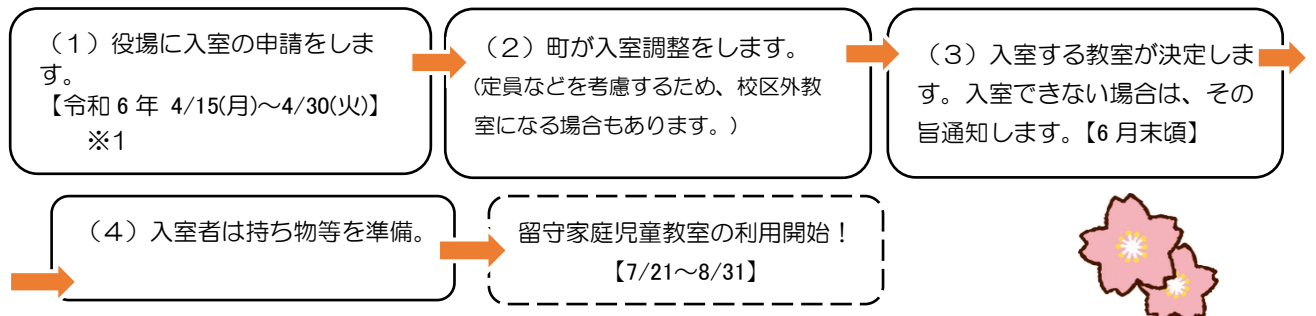 （1）役場に入室の申請をしま
す。
【令和 6 年 4/15(月)～4/30(火)】
※1
（2）町が入室調整をします。
(定員などを考慮するため、校区外教
室になる場合もあります。)
（3）入室する教室が決定しま
す。入室できない場合は、その
旨通知します。【6 月末頃】
（4）入室者は持ち物等を準備。
留守家庭児童教室の利用開始！
【7/21～8/31】